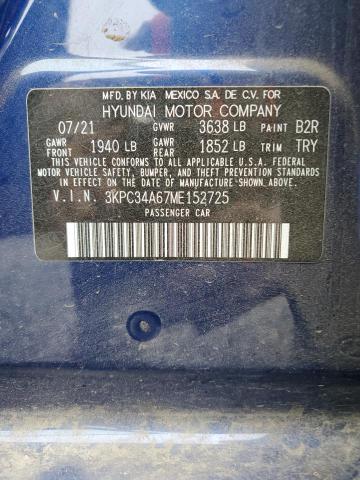 MFD.BY KIA MEXICO S.A DE C.V. FOR
HYUNDAI MOTOR COMPANY
07/21 GVWR 3638 LB PAINT B2R
GAWR FRONT 1940 LB GAWR REAR 1852 LB TRIM TRY
THIS VEHICLE CONFORMS TO ALL APPLICABLE U.S.A. FEDERAL
MOTOR VEHICLE SAFETY, BUMPER, AND THEFT PREVENTION
STANDARDS IN EFFECT ON THE DATE OF MANUFACTURE SHOWN ABOVE.
V.I.N. 3KPC34A67ME152725
PASSENGER CAR